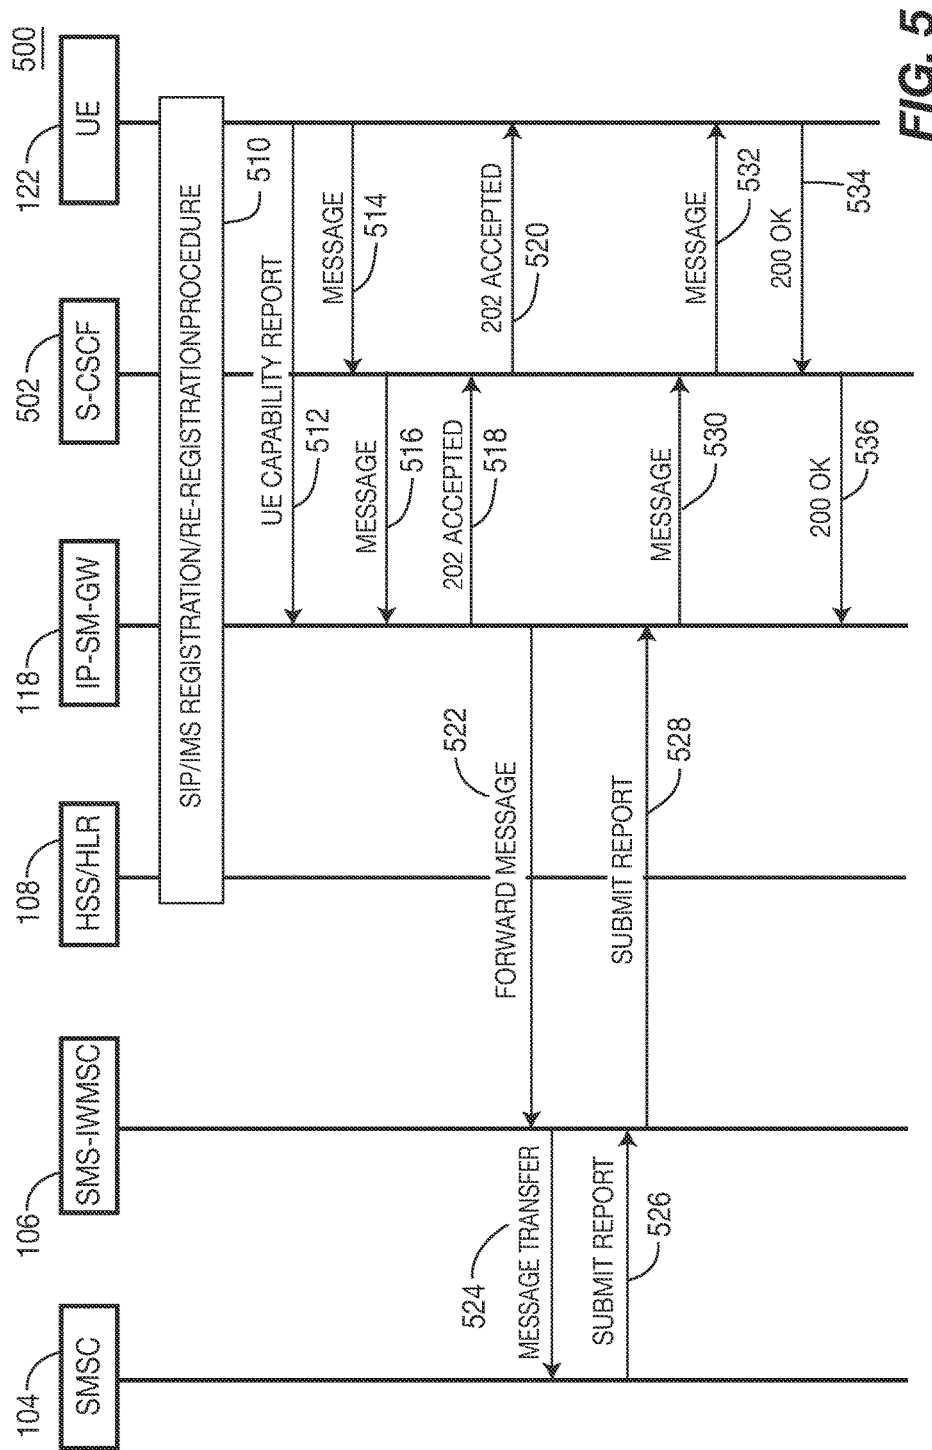 500
104
106
108
118
502
122
SMSC
SMS-IWMSC
HSS/HLR
IP-SM-GW
S-CSCF
UE
SIP/IMS REGISTRATION/RE-REGISTRATIONPROCEDURE
510
UE CAPABILITY REPORT
512
MESSAGE
514
MESSAGE
516
202 ACCEPTED
518
202 ACCEPTED
520
FORWARD MESSAGE
522
MESSAGE TRANSFER
524
SUBMIT REPORT
526
SUBMIT REPORT
528
MESSAGE
530
MESSAGE
532
200 OK
534
200 OK
536
FIG. 5